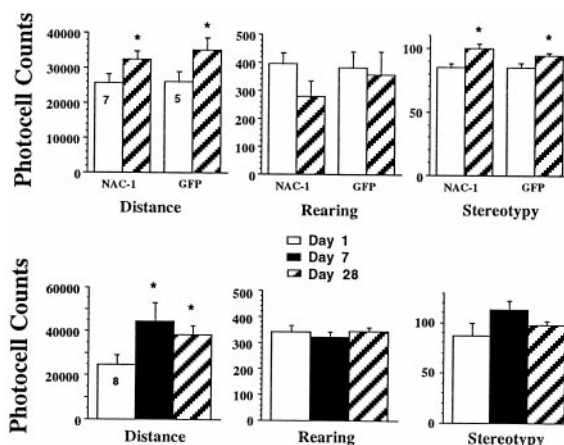 Photocell Counts
40000
30000
20000
10000
0
7
*
5
*
NAC-1 GFP
Distance
500
400
300
200
100
0
NAC-1 GFP
Rearing
100
50
0
*
*
NAC-1 GFP
Stereotypy
Day 1
Day 7
Day 28
Photocell Counts
60000
40000
20000
0
8
*
*
Distance
500
400
300
200
100
0
Rearing
100
50
0
Stereotypy